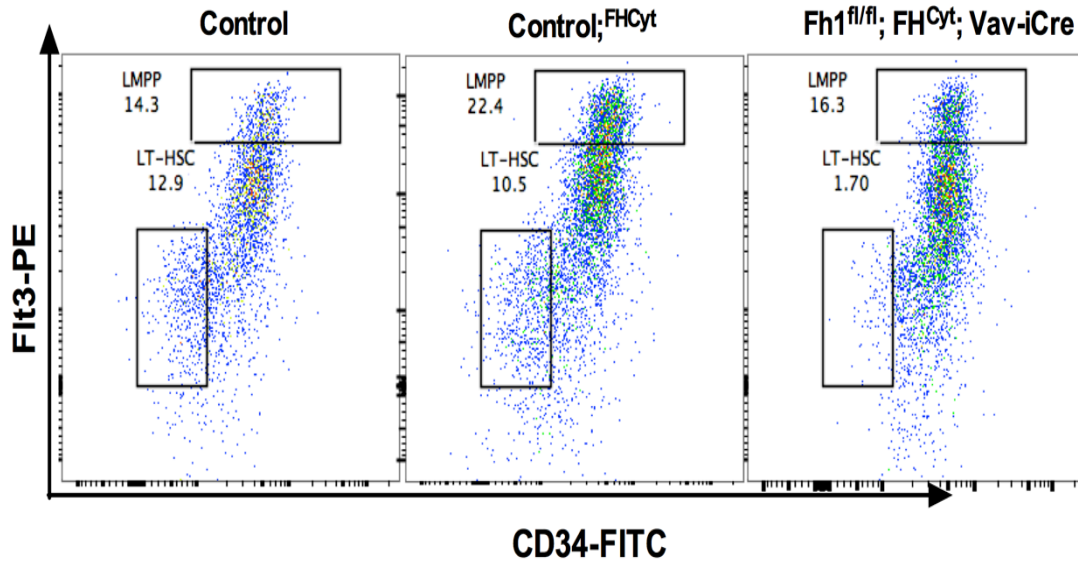 Control
Control;FHCyt
Fh1fl/fl; FHCyt; Vav-iCre
LMPP
14.3
LT-HSC
12.9
LMPP
22.4
LT-HSC
10.5
LMPP
16.3
LT-HSC
1.70
Flt3-PE
CD34-FITC